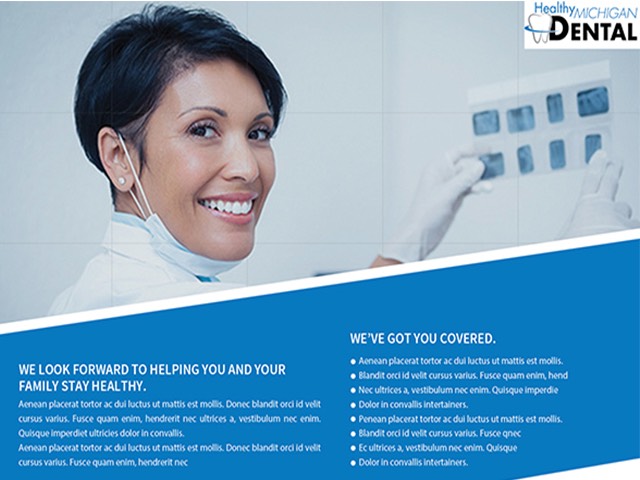 Healthy
MICHIGAN
DENTAL
WE LOOK FORWARD TO HELPING YOU AND YOUR
FAMILY STAY HEALTHY.
Aenean placerat tortor ac dui luctus ut mattis est mollis. Donec blandit orci id velit
cursus varius. Fusce quam enim, hendrerit nec ultrices a, vestibulum nec enim.
Quisque imperdiet ultricies dolor in convallis.
Aenean placerat tortor ac dui luctus ut mattis est mollis. Donec blandit orci id velit
cursus varius. Fusce quam enim, hendrerit nec
WE'VE GOT YOU COVERED.
Aenean placerat tortor ac dui luctus ut mattis est mollis.
Blandit orci id velit cursus varius. Fusce quam enim, hend
Nec ultrices a, vestibulum nec enim. Quisque imperdie
Dolor in convallis intertainers.
Penean placerat tortor ac dui luctus ut mattis est mollis.
Blandit orci id velit cursus varius. Fusce qnec
Ec ultrices a, vestibulum nec enim. Quisque
Dolor in convallis intertainers.